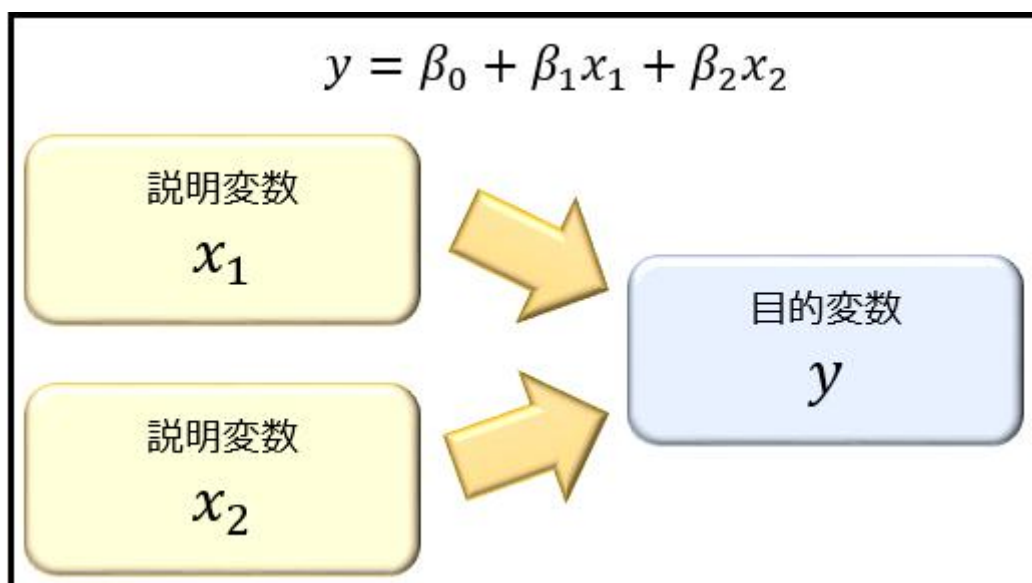 y = β₀ + β₁x₁ + β₂x₂
説明変数
x₁
説明変数
x₂
目的変数
y